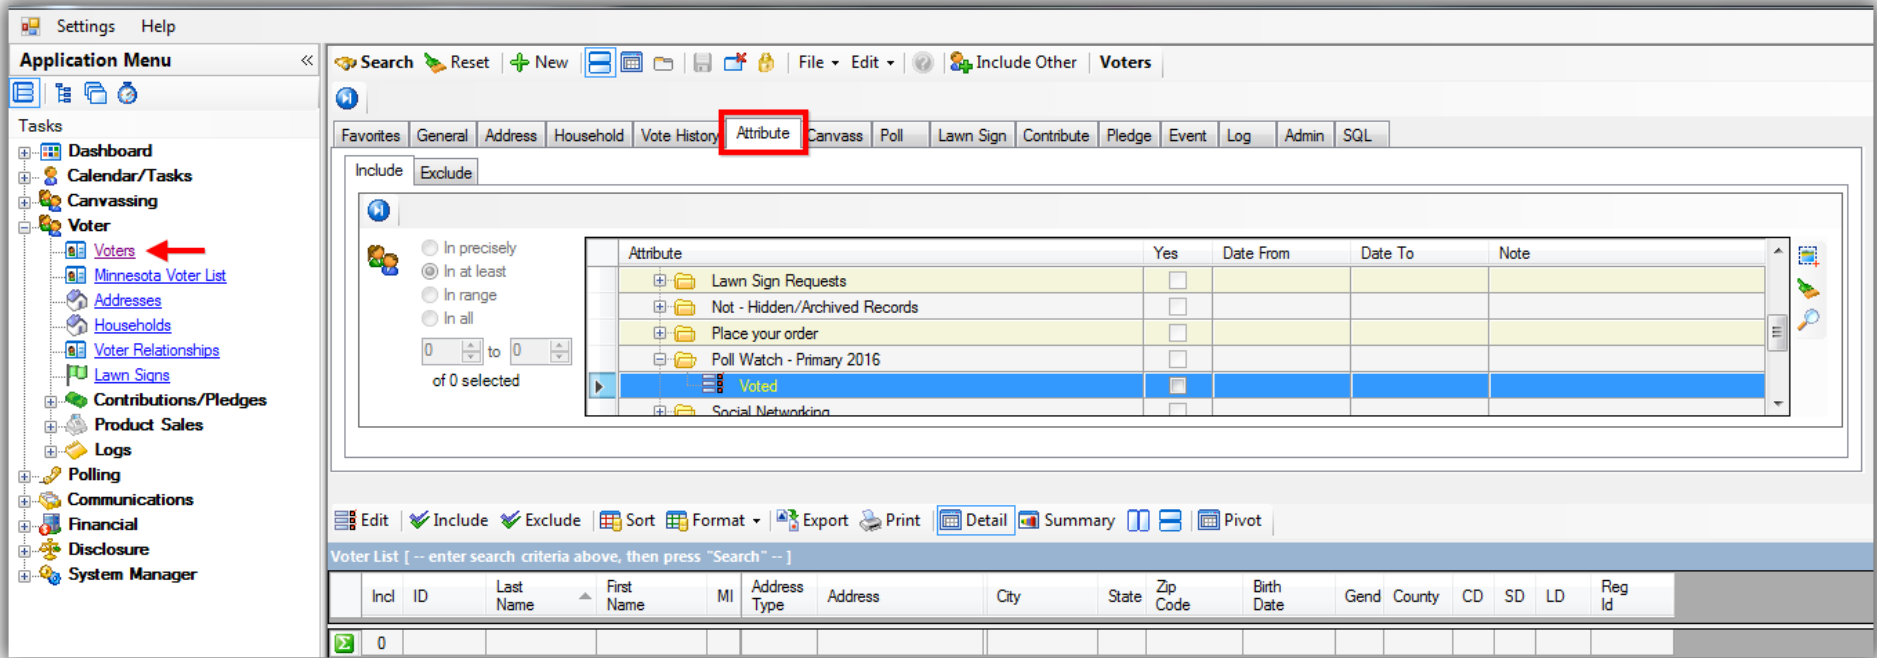 Settings Help
Application Menu «
Tasks
Dashboard
Calendar/Tasks
Canvassing
Voter
Voters
Minnesota Voter List
Addresses
Households
Voter Relationships
Lawn Signs
Contributions/Pledges
Product Sales
Logs
Polling
Communications
Financial
Disclosure
System Manager
Search Reset New File Edit Include Other Voters
Favorites General Address Household Vote History Attribute Canvass Poll Lawn Sign Contribute Pledge Event Log Admin SQL
Include Exclude
In precisely
In at least
In range
In all
0 to 0
of 0 selected
Attribute Yes Date From Date To Note
Lawn Sign Requests
Not - Hidden/Archived Records
Place your order
Poll Watch - Primary 2016
Voted
Social Networking
Edit Include Exclude Sort Format Export Print Detail Summary Pivot
Voter List [ -- enter search criteria above, then press "Search" -- ]
Incl ID Last Name First Name MI Address Type Address City State Zip Code Birth Date Gend County CD SD LD Reg Id
Σ 0